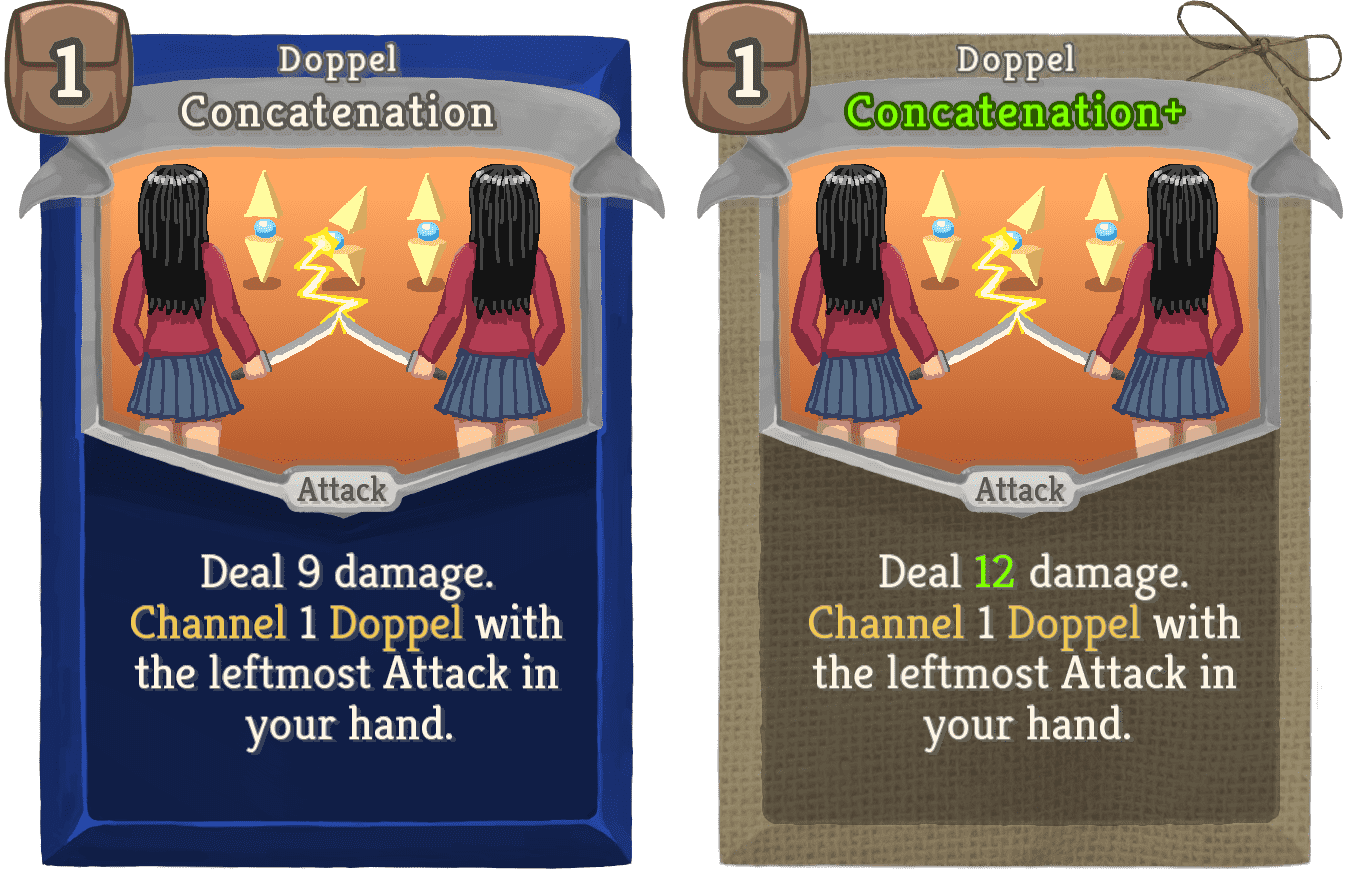 1
Doppel
Concatenation
Attack
Deal 9 damage.
Channel 1 Doppel with
the leftmost Attack in
your hand.
1
Doppel
Concatenation+
Attack
Deal 12 damage.
Channel 1 Doppel with
the leftmost Attack in
your hand.